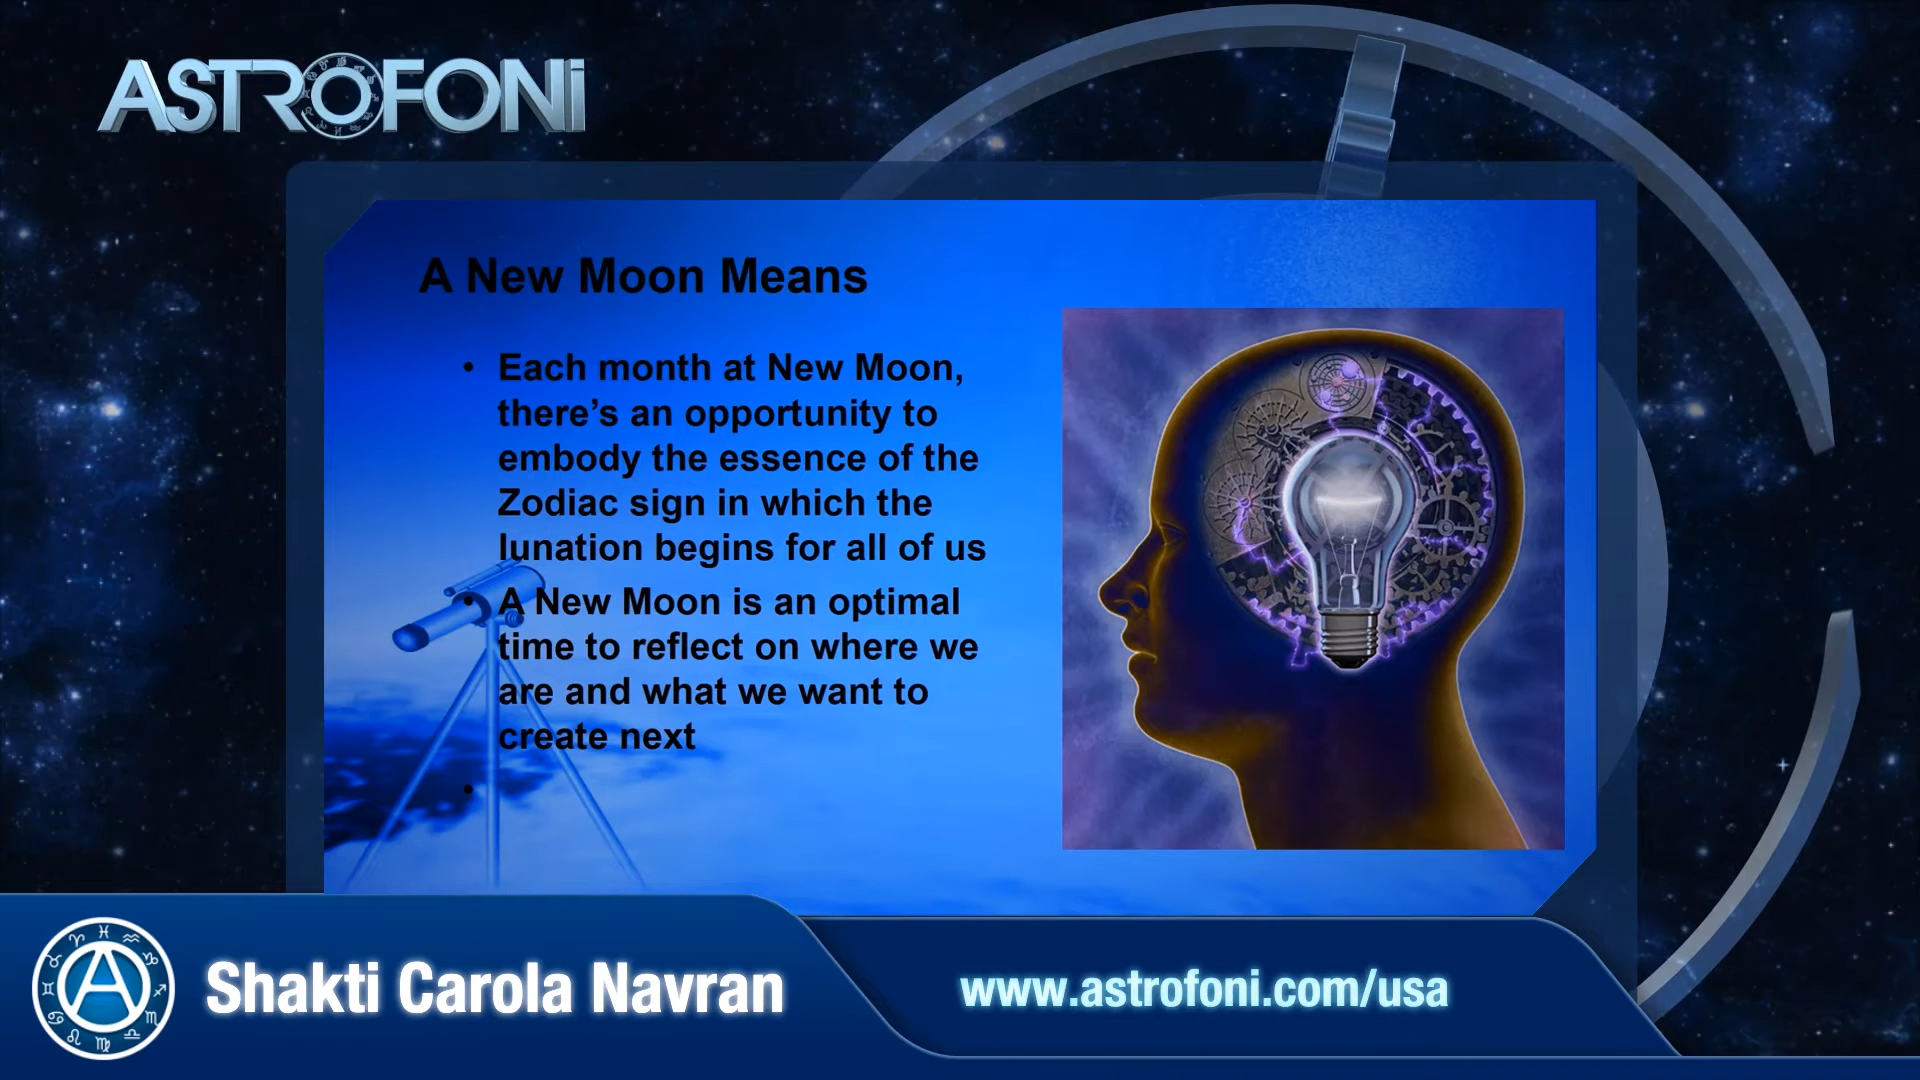 ASTROFONi
A New Moon Means
• Each month at New Moon,
there’s an opportunity to
embody the essence of the
Zodiac sign in which the
lunation begins for all of us
• A New Moon is an optimal
time to reflect on where we
are and what we want to
create next
•
Shakti Carola Navran
www.astrofoni.com/usa